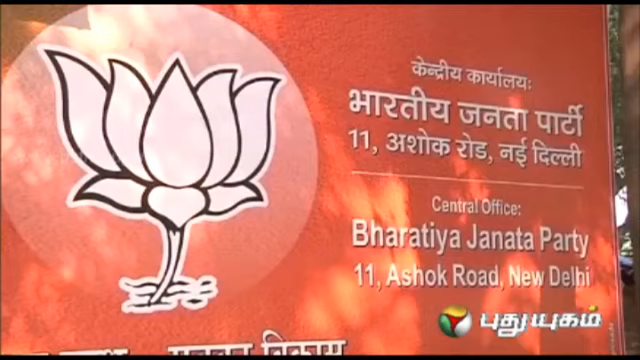 केन्द्रीय कार्यालयः
भारतीय जनता पार्टी
11, अशोक रोड, नई दिल्ली
Central Office:
Bharatiya Janata Party
11, Ashok Road, New Delhi
विकास
புதுயுகம்